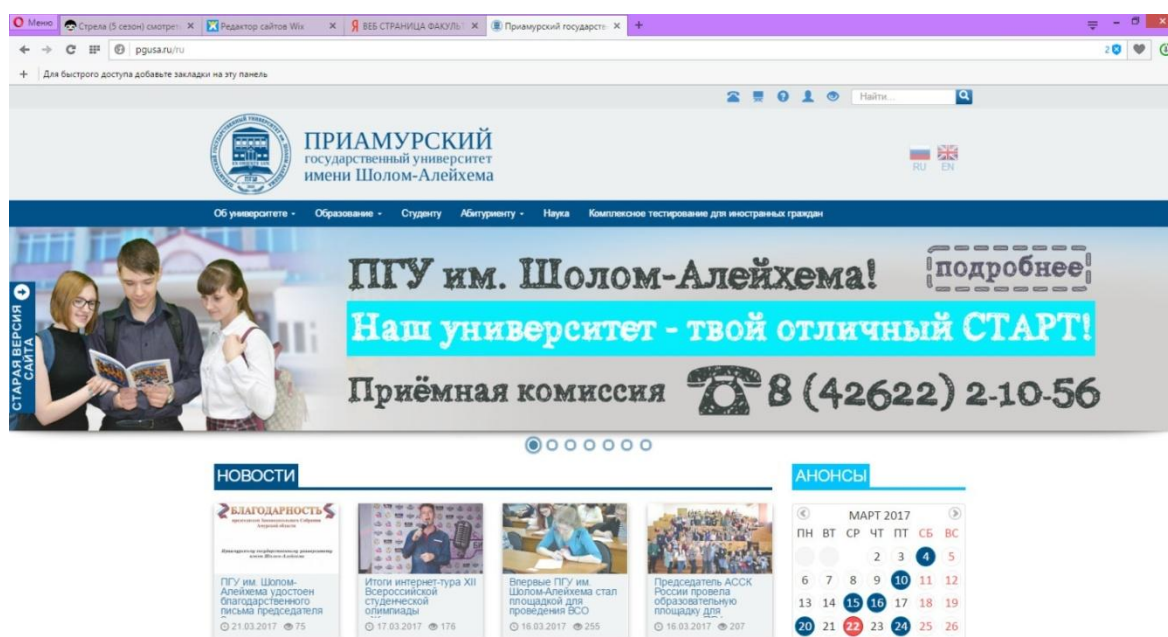 Меню
Стрела (5 сезон) смотрет
Редактор сайтов Wix
ВЕБ СТРАНИЦА ФАКУЛЬТ
Приамурский государств
pgusa.ru/ru
2
Для быстрого доступа добавьте закладки на эту панель
Найти...
ПРИАМУРСКИЙ
государственный университет
имени Шолом-Алейхема
RU EN
Об университете Образование Студенту Абитуриенту Наука Комплексное тестирование для иностранных граждан
СТАРАЯ ВЕРСИЯ
САЙТА
ПГУ им. Шолом-Алейхема!
подробнее
Наш университет - твой отличный СТАРТ!
Приёмная комиссия 8 (42622) 2-10-56
НОВОСТИ
БЛАГОДАРНОСТЬ
ПГУ им. Шолом-
Алейхема удостоен
благодарственного
письма председателя
21.03.2017 75
Итоги интернет-тура XII
Всероссийской
студенческой
олимпиады
17.03.2017 176
Впервые ПГУ им.
Шолом-Алейхема стал
площадкой для
проведения ВСО
16.03.2017 255
Председатель АССК
России провела
образовательную
площадку для
16.03.2017 207
АНОНСЫ
МАРТ 2017
ПН ВТ СР ЧТ ПТ СБ ВС
2 3 4 5
6 7 8 9 10 11 12
13 14 15 16 17 18 19
20 21 22 23 24 25 26